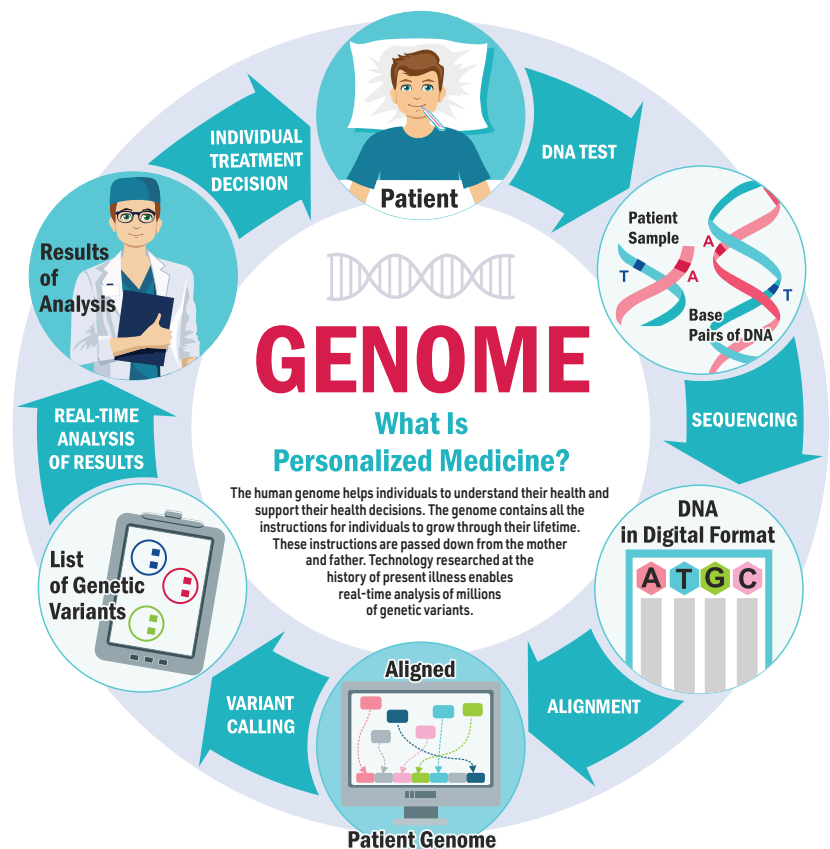 Patient
DNA TEST
Patient
Sample
A
T
A
T
Base
Pairs of DNA
SEQUENCING
DNA
in Digital Format
A T G C
ALIGNMENT
Aligned
Patient Genome
VARIANT
CALLING
List
of Genetic
Variants
REAL-TIME
ANALYSIS
OF RESULTS
Results
of
Analysis
INDIVIDUAL
TREATMENT
DECISION
GENOME
What Is
Personalized Medicine?
The human genome helps individuals to understand their health and
support their health decisions. The genome contains all the
instructions for individuals to grow through their lifetime.
These instructions are passed down from the mother
and father. Technology researched at the
history of present illness enables
real-time analysis of millions
of genetic variants.